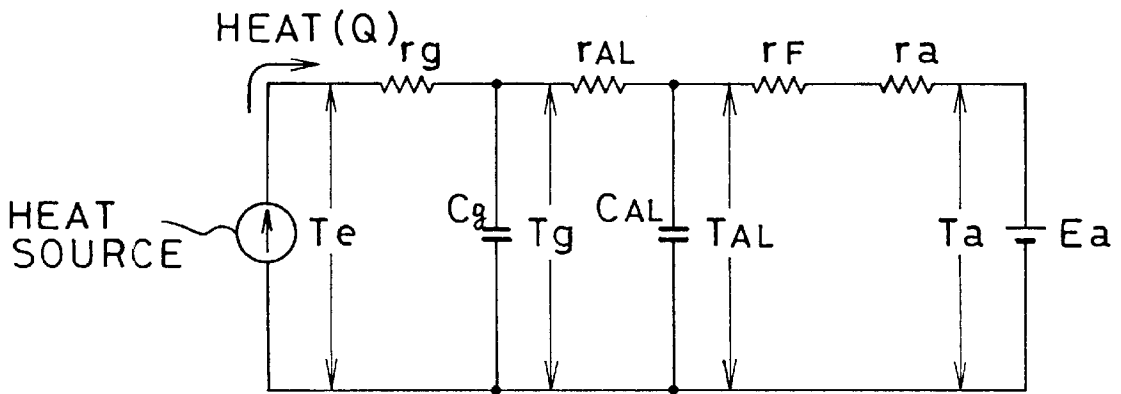 HEAT(Q)
rg
rAL
rF
ra
HEAT
SOURCE
Te
Cg
Tg
CAL
TAL
Ta
Ea